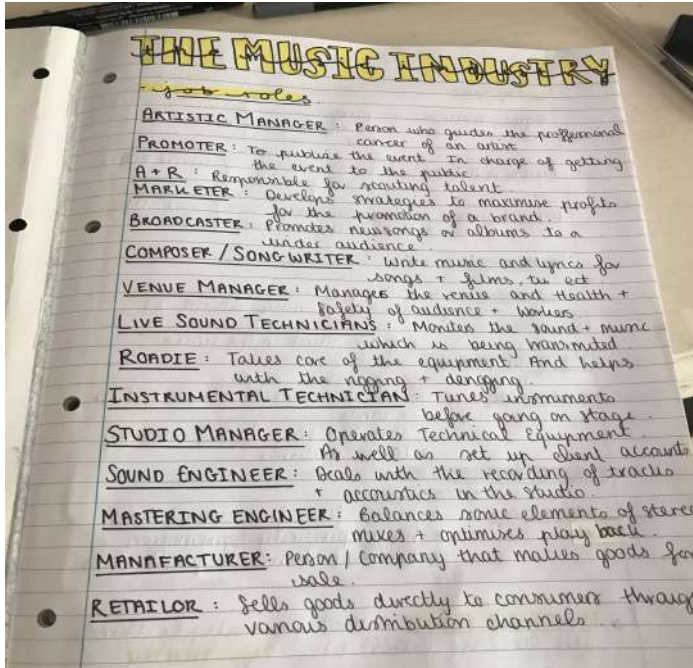 THE MUSIC INDUSTRY
- job roles
ARTISTIC MANAGER : Person who guides the proffessional
career of an artist
PROMOTER : To publise the event In charge of getting
the event to the public
A + R : Responsible for scouting talent.
MARKETER : Develops strategies to maximise profits
for the promotion of a brand.
BROADCASTER : Promotes new songs or albums to a
wider audience.
COMPOSER / SONGWRITER : Write music and lyrics for
songs + films, tv ect
VENUE MANAGER : Manages the venue and Health +
Safety of audience + workers
LIVE SOUND TECHNICIANS : Moniters the sound + music
which is being transmited
ROADIE : Takes care of the equipment. And helps
with the rigging + derigging.
INSTRUMENTAL TECHNICIAN : Tunes instruments
before going on stage.
STUDIO MANAGER : Operates Technical Equipment.
As well as set up client accounts
SOUND ENGINEER : Deals with the recording of tracks
+ accoustics in the studio.
MASTERING ENGINEER : Balances sonic elements of stereo
mixes + optimises play back.
MANAFACTURER : Person / Company that makes goods for
sale.
RETAILOR : Sells goods directly to consumers through
various distribution channels.